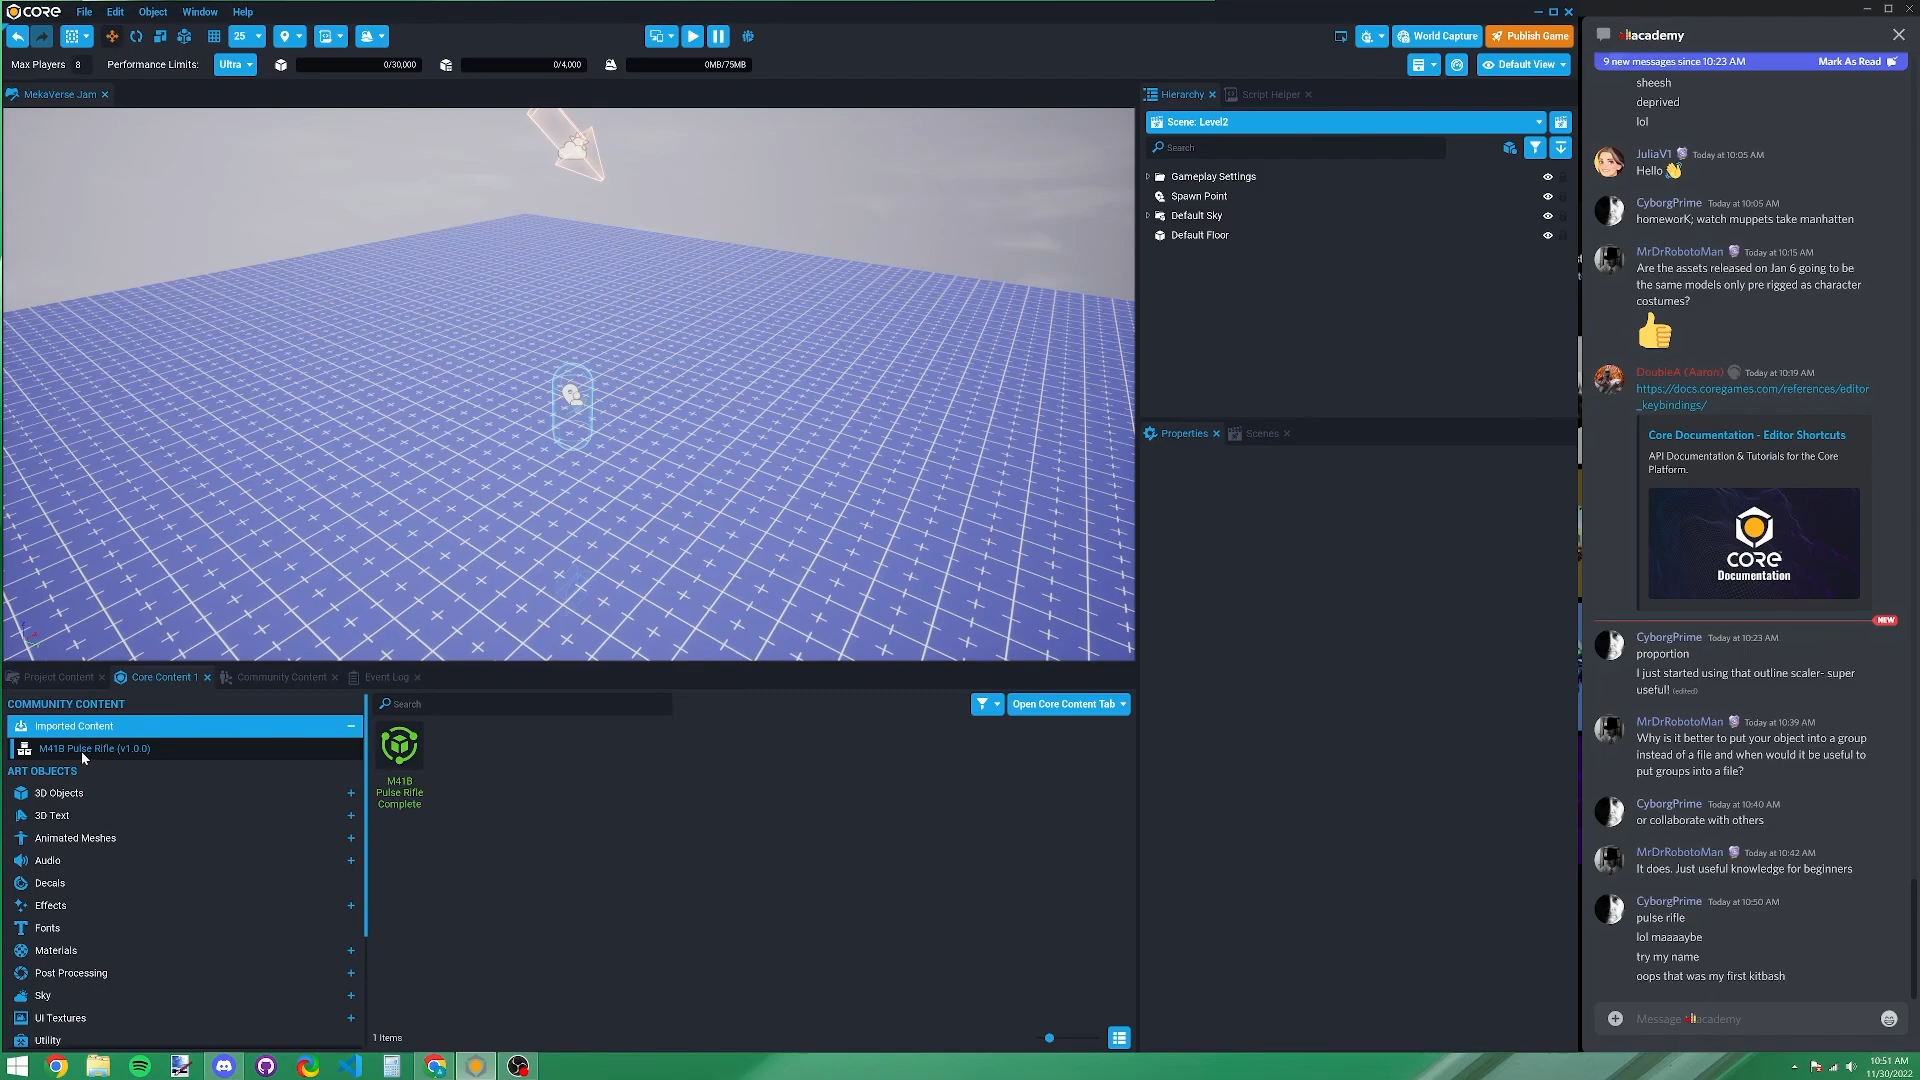 CORE
File
Edit
Object
Window
Help
25
World Capture
Publish Game
Max Players 8
Performance Limits:
Ultra
0/30,000
0/4,000
0MB/75MB
Default View
MekaVerse Jam
Hierarchy
Script Helper
Scene: Level2
Search
Gameplay Settings
Spawn Point
Default Sky
Default Floor
Properties
Scenes
Project Content
Core Content 1
Community Content
Event Log
COMMUNITY CONTENT
Imported Content
M41B Pulse Rifle (v1.0.0)
ART OBJECTS
3D Objects
3D Text
Animated Meshes
Audio
Decals
Effects
Fonts
Materials
Post Processing
Sky
UI Textures
Utility
Search
Open Core Content Tab
M41B
Pulse Rifle
Complete
1 Items
academy
9 new messages since 10:23 AM
Mark As Read
sheesh
deprived
lol
JuliaV1 Today at 10:05 AM
Hello
CyborgPrime Today at 10:05 AM
homeworK; watch muppets take manhatten
MrDrRobotoMan Today at 10:15 AM
Are the assets released on Jan 6 going to be
the same models only pre rigged as character
costumes?
DoubleA (Aaron) Today at 10:19 AM
https://docs.coregames.com/references/editor
_keybindings/
Core Documentation - Editor Shortcuts
API Documentation & Tutorials for the Core
Platform.
CORE
Documentation
NEW
CyborgPrime Today at 10:23 AM
proportion
I just started using that outline scaler- super
useful! (edited)
MrDrRobotoMan Today at 10:39 AM
Why is it better to put your object into a group
instead of a file and when would it be useful to
put groups into a file?
CyborgPrime Today at 10:40 AM
or collaborate with others
MrDrRobotoMan Today at 10:42 AM
It does. Just useful knowledge for beginners
CyborgPrime Today at 10:50 AM
pulse rifle
lol maaaaybe
try my name
oops that was my first kitbash
Message academy
10:51 AM
11/30/2022